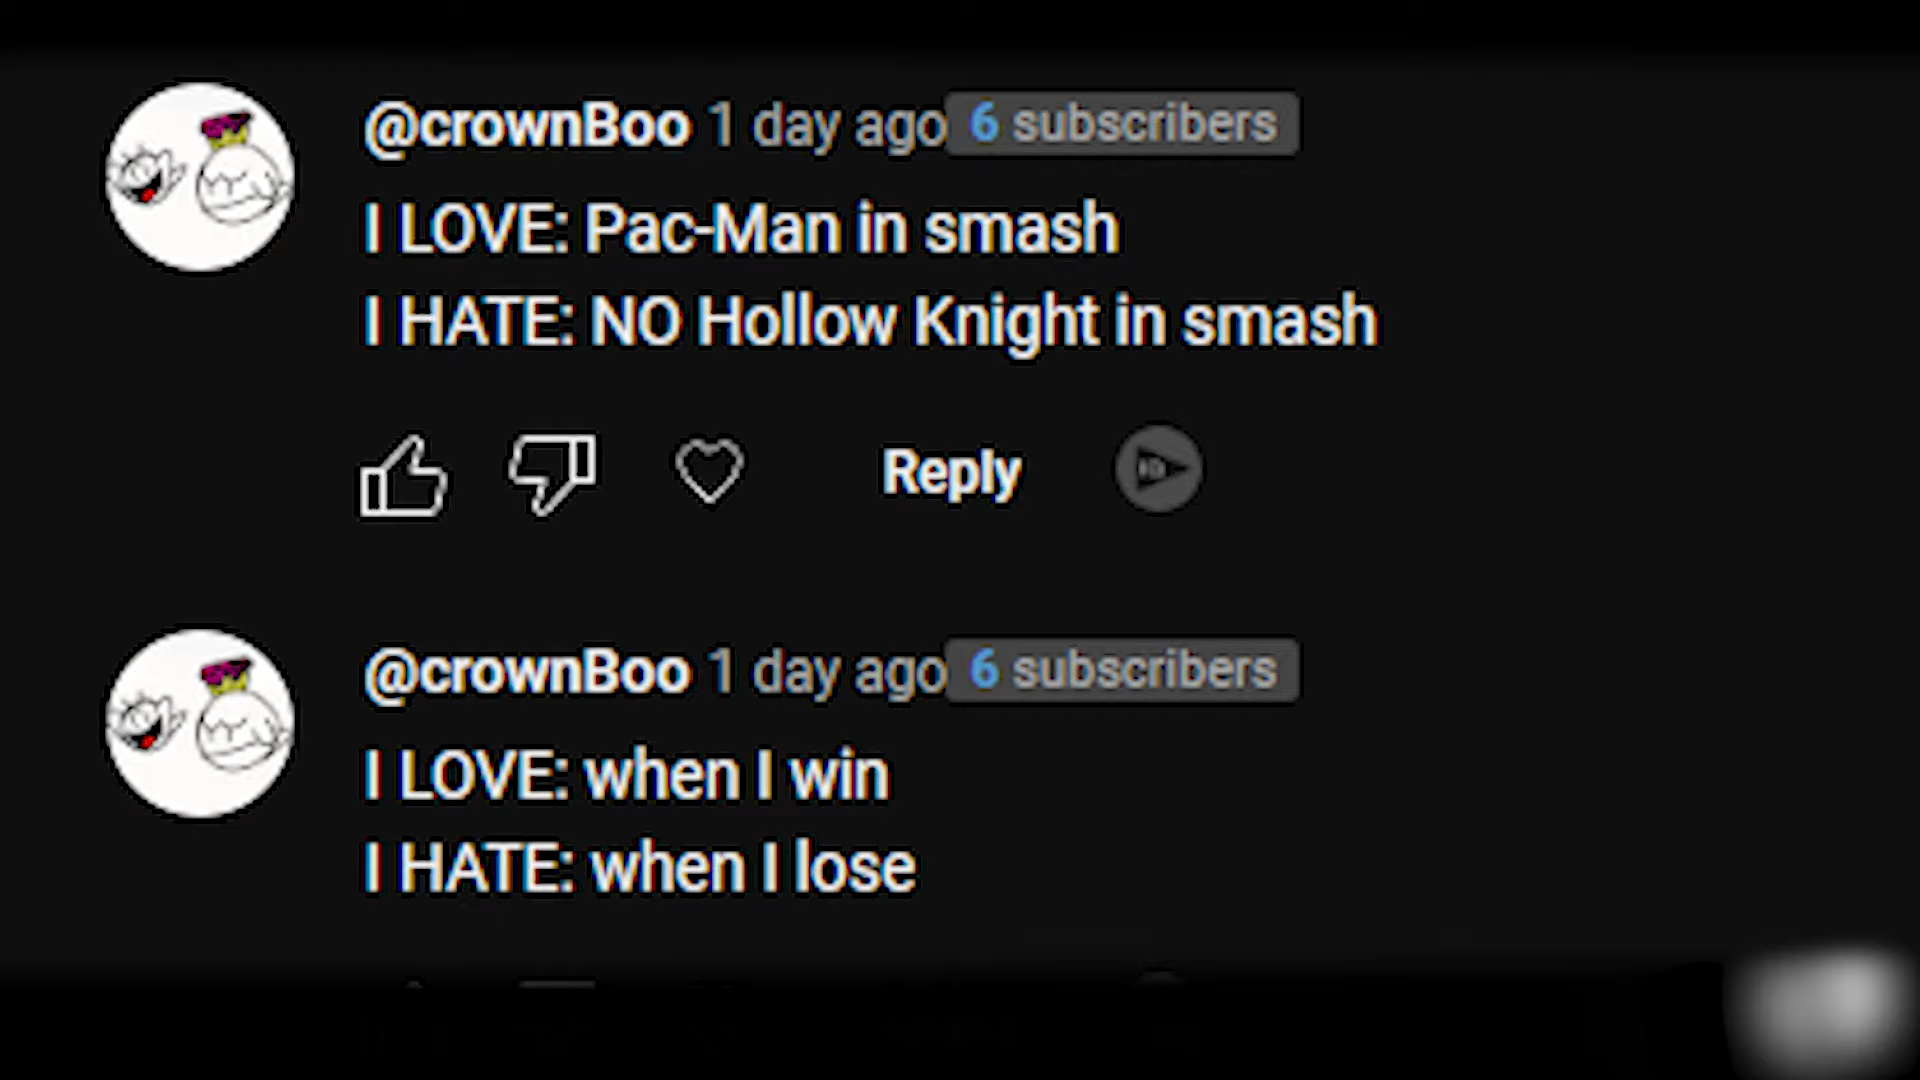 @crownBoo 1 day ago 6 subscribers
I LOVE: Pac-Man in smash
I HATE: NO Hollow Knight in smash
Reply
@crownBoo 1 day ago 6 subscribers
I LOVE: when I win
I HATE: when I lose